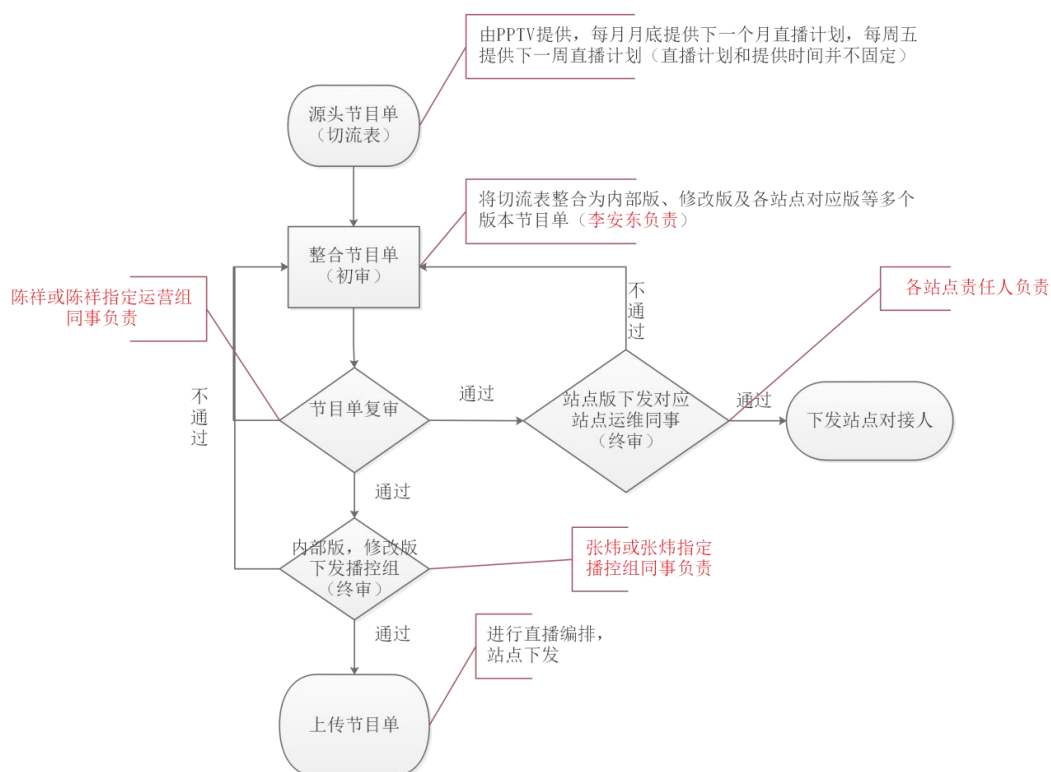 由PPTV提供，每月月底提供下一个月直播计划，每周五
提供下一周直播计划（直播计划和提供时间并不固定）
源头节目单
（切流表）
将切流表整合为内部版、修改版及各站点对应版等多个
版本节目单（李安东负责）
整合节目单
（初审）
陈祥或陈祥指定运营组
同事负责
各站点责任人负责
不
通
过
不
通
过
节目单复审
通过
站点版下发对应
站点运维同事
（终审）
通过
下发站点对接人
通过
内部版，修改版
下发播控组
（终审）
张炜或张炜指定
播控组同事负责
通过
进行直播编排，
站点下发
上传节目单